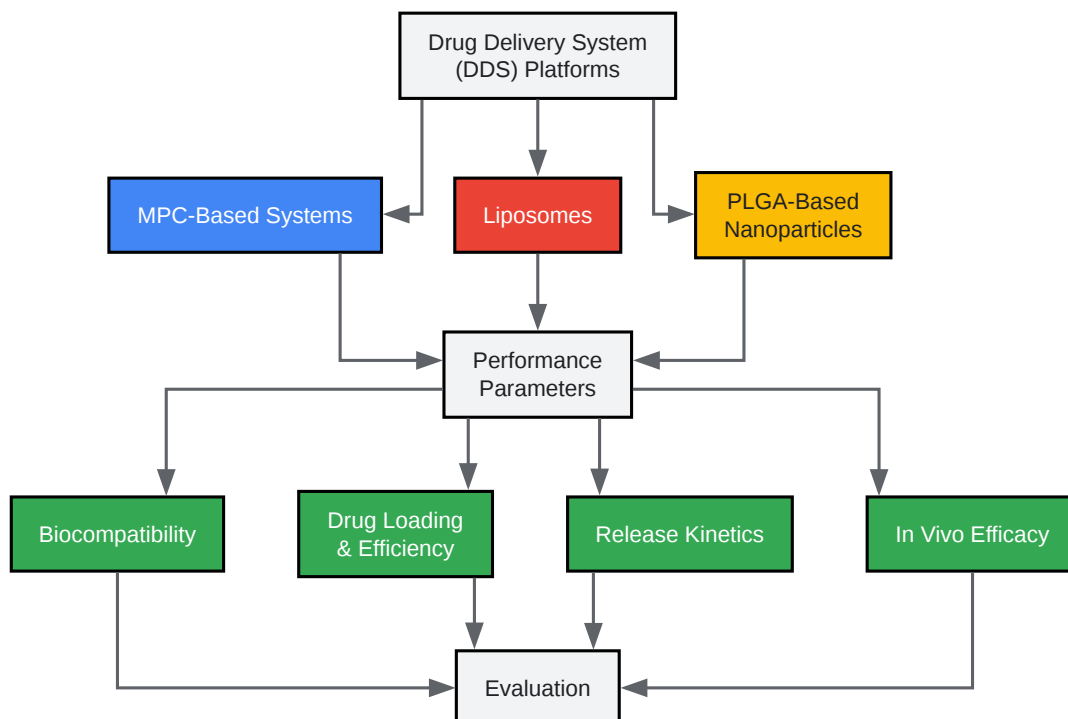 Drug Delivery System
(DDS) Platforms
MPC-Based Systems
Liposomes
PLGA-Based
Nanoparticles
Performance
Parameters
Biocompatibility
Drug Loading
& Efficiency
Release Kinetics
In Vivo Efficacy
Evaluation